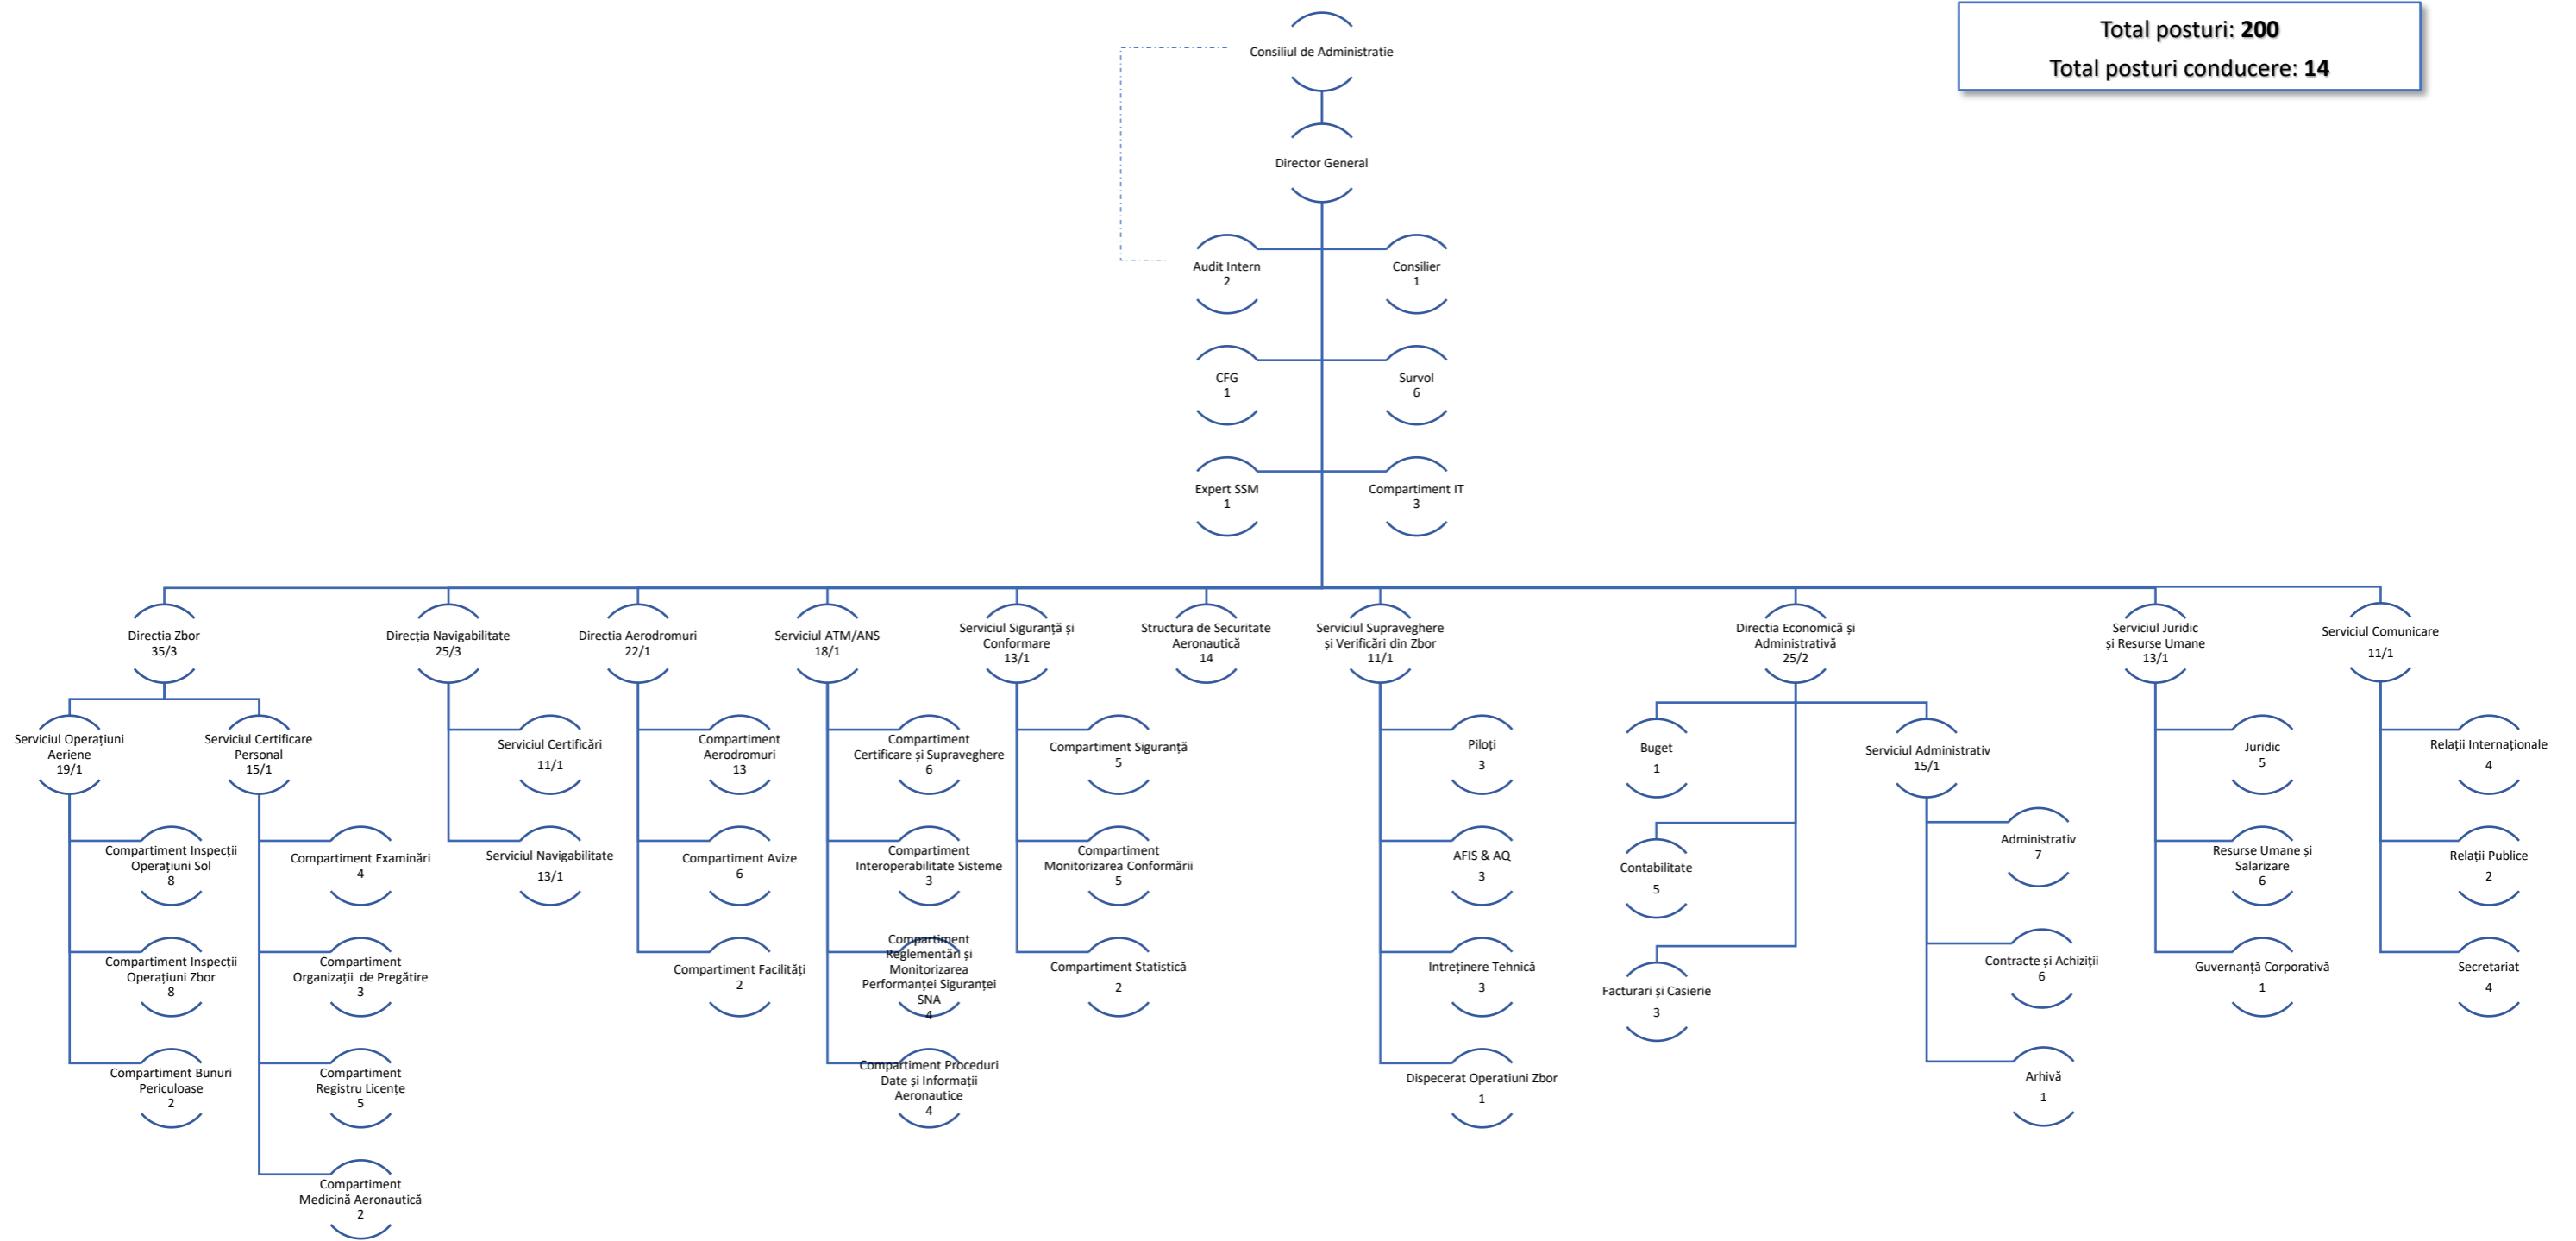 Total posturi: 200
Total posturi conducere: 14
Consiliul de Administratie
Director General
Audit Intern
2
Consilier
1
CFG
1
Survol
6
Expert SSM
1
Compartiment IT
3
Directia Zbor
35/3
Serviciul Operațiuni
Aeriene
19/1
Compartiment Inspecții
Operațiuni Sol
8
Compartiment Inspecții
Operațiuni Zbor
8
Compartiment Bunuri
Periculoase
2
Serviciul Certificare
Personal
15/1
Compartiment Examinări
4
Compartiment
Organizații de Pregătire
3
Compartiment
Registru Licențe
5
Compartiment
Medicină Aeronautică
2
Direcția Navigabilitate
25/3
Serviciul Certificări
11/1
Serviciul Navigabilitate
13/1
Directia Aerodromuri
22/1
Compartiment
Aerodromuri
13
Compartiment Avize
6
Compartiment Facilități
2
Serviciul ATM/ANS
18/1
Compartiment
Certificare și Supraveghere
6
Compartiment
Interoperabilitate Sisteme
3
Compartiment
Reglementări și
Monitorizarea
Performanței Siguranței
SNA
4
Compartiment Proceduri
Date și Informații
Aeronautice
4
Serviciul Siguranță și
Conformare
13/1
Compartiment Siguranță
5
Compartiment
Monitorizarea Conformării
5
Compartiment Statistică
2
Structura de Securitate
Aeronautică
14
Serviciul Supraveghere
și Verificări din Zbor
11/1
Piloți
3
AFIS & AQ
3
Intreținere Tehnică
3
Dispecerat Operatiuni Zbor
1
Directia Economică și
Administrativă
25/2
Buget
1
Contabilitate
5
Facturari și Casierie
3
Serviciul Administrativ
15/1
Administrativ
7
Contracte și Achiziții
6
Arhivă
1
Serviciul Juridic
și Resurse Umane
13/1
Juridic
5
Resurse Umane și
Salarizare
6
Guvernanță Corporativă
1
Serviciul Comunicare
11/1
Relații Internaționale
4
Relații Publice
2
Secretariat
4